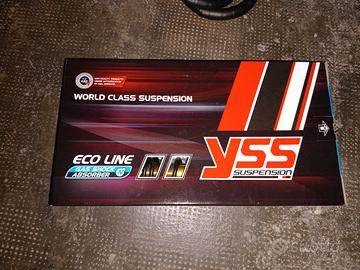 WORLD CLASS SUSPENSION
ECO LINE
GAS SHOCK
ABSORBER
YSS
SUSPENSION